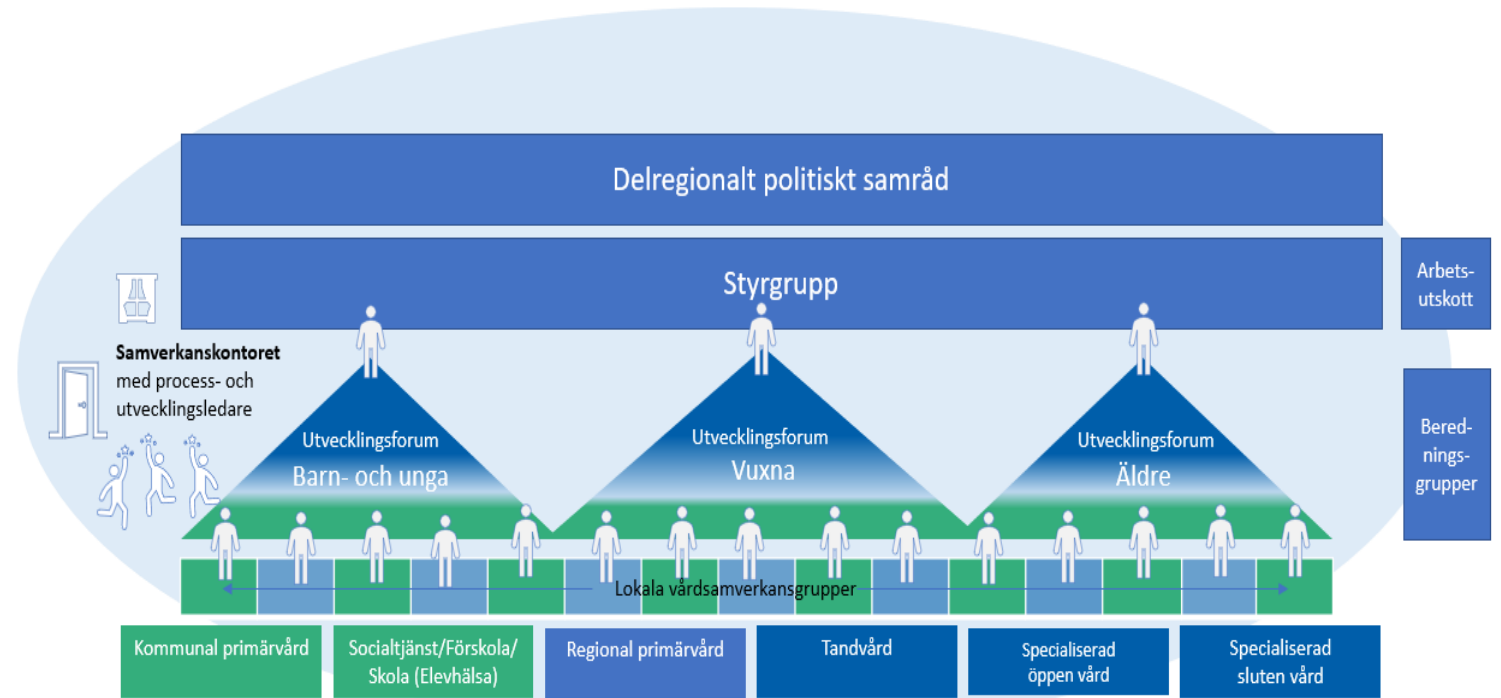 Delregionalt politiskt samråd
Styrgrupp
Arbets-
utskott
Samverkanskontoret
med process- och
utvecklingsledare
Utvecklingsforum
Barn- och unga
Utvecklingsforum
Vuxna
Utvecklingsforum
Äldre
Bered-
nings-
grupper
Lokala vårdsamverkansgrupper
Kommunal primärvård
Socialtjänst/Förskola/
Skola (Elevhälsa)
Regional primärvård
Tandvård
Specialiserad
öppen vård
Specialiserad
sluten vård